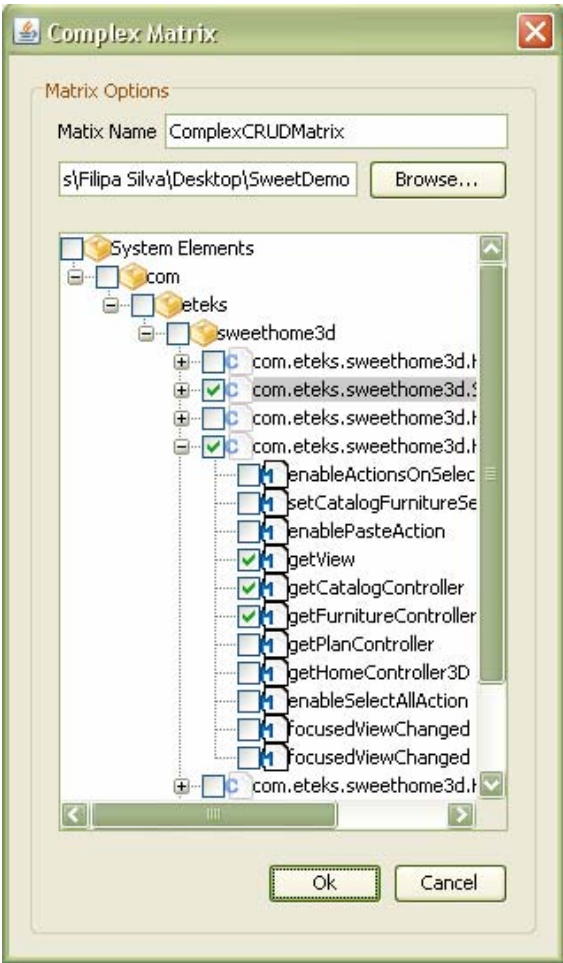 Complex Matrix
Matrix Options
Matix Name ComplexCRUDMatrix
s\Filipa Silva\Desktop\SweetDemo Browse...
System Elements
com
eteks
sweethome3d
C com.eteks.sweethome3d.H
C com.eteks.sweethome3d.S
C com.eteks.sweethome3d.H
C com.eteks.sweethome3d.H
M enableActionsOnSelec
M setCatalogFurnitureSe
M enablePasteAction
M getView
M getCatalogController
M getFurnitureController
M getPlanController
M getHomeController3D
M enableSelectAllAction
M focusedViewChanged
M focusedViewChanged
C com.eteks.sweethome3d.H
Ok Cancel